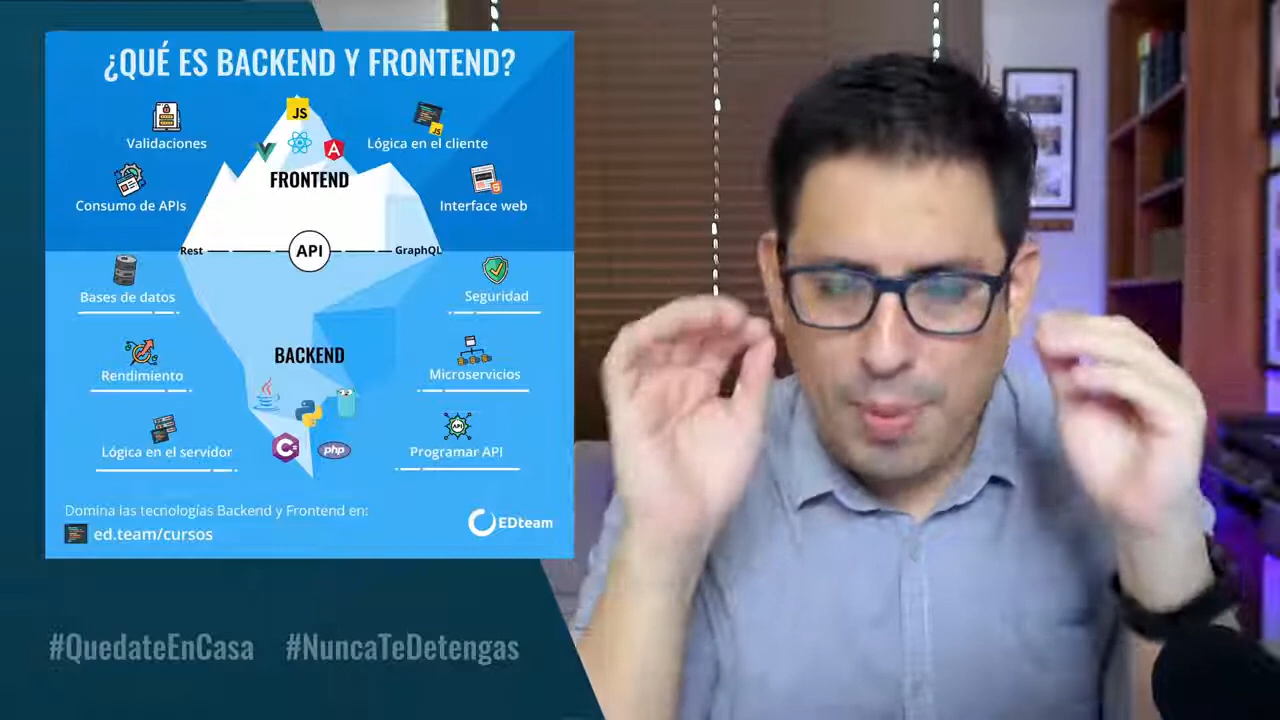 ¿QUÉ ES BACKEND Y FRONTEND?
JS
Validaciones
Lógica en el cliente
JS
FRONTEND
Consumo de APIs
Interface web
Rest
API
GraphQL
Bases de datos
Seguridad
BACKEND
Rendimiento
Microservicios
API
Lógica en el servidor
C#
php
Programar API
Domina las tecnologías Backend y Frontend en:
ed.team/cursos
EDteam
#QuedateEnCasa #NuncaTeDetengas